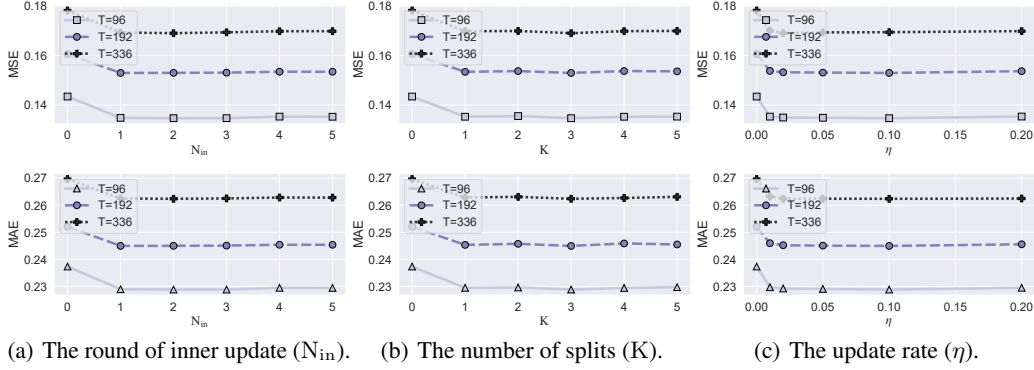 0.18
0.16
0.14
MSE
T=96
T=192
T=336
0 1 2 3 4 5
N_in
0.18
0.16
0.14
MSE
T=96
T=192
T=336
0 1 2 3 4 5
K
0.18
0.16
0.14
MSE
T=96
T=192
T=336
0.00 0.05 0.10 0.15 0.20
η
0.27
0.26
0.25
0.24
0.23
MAE
T=96
T=192
T=336
0 1 2 3 4 5
N_in
0.27
0.26
0.25
0.24
0.23
MAE
T=96
T=192
T=336
0 1 2 3 4 5
K
0.27
0.26
0.25
0.24
0.23
MAE
T=96
T=192
T=336
0.00 0.05 0.10 0.15 0.20
η
(a) The round of inner update (N_in).
(b) The number of splits (K).
(c) The update rate (η).